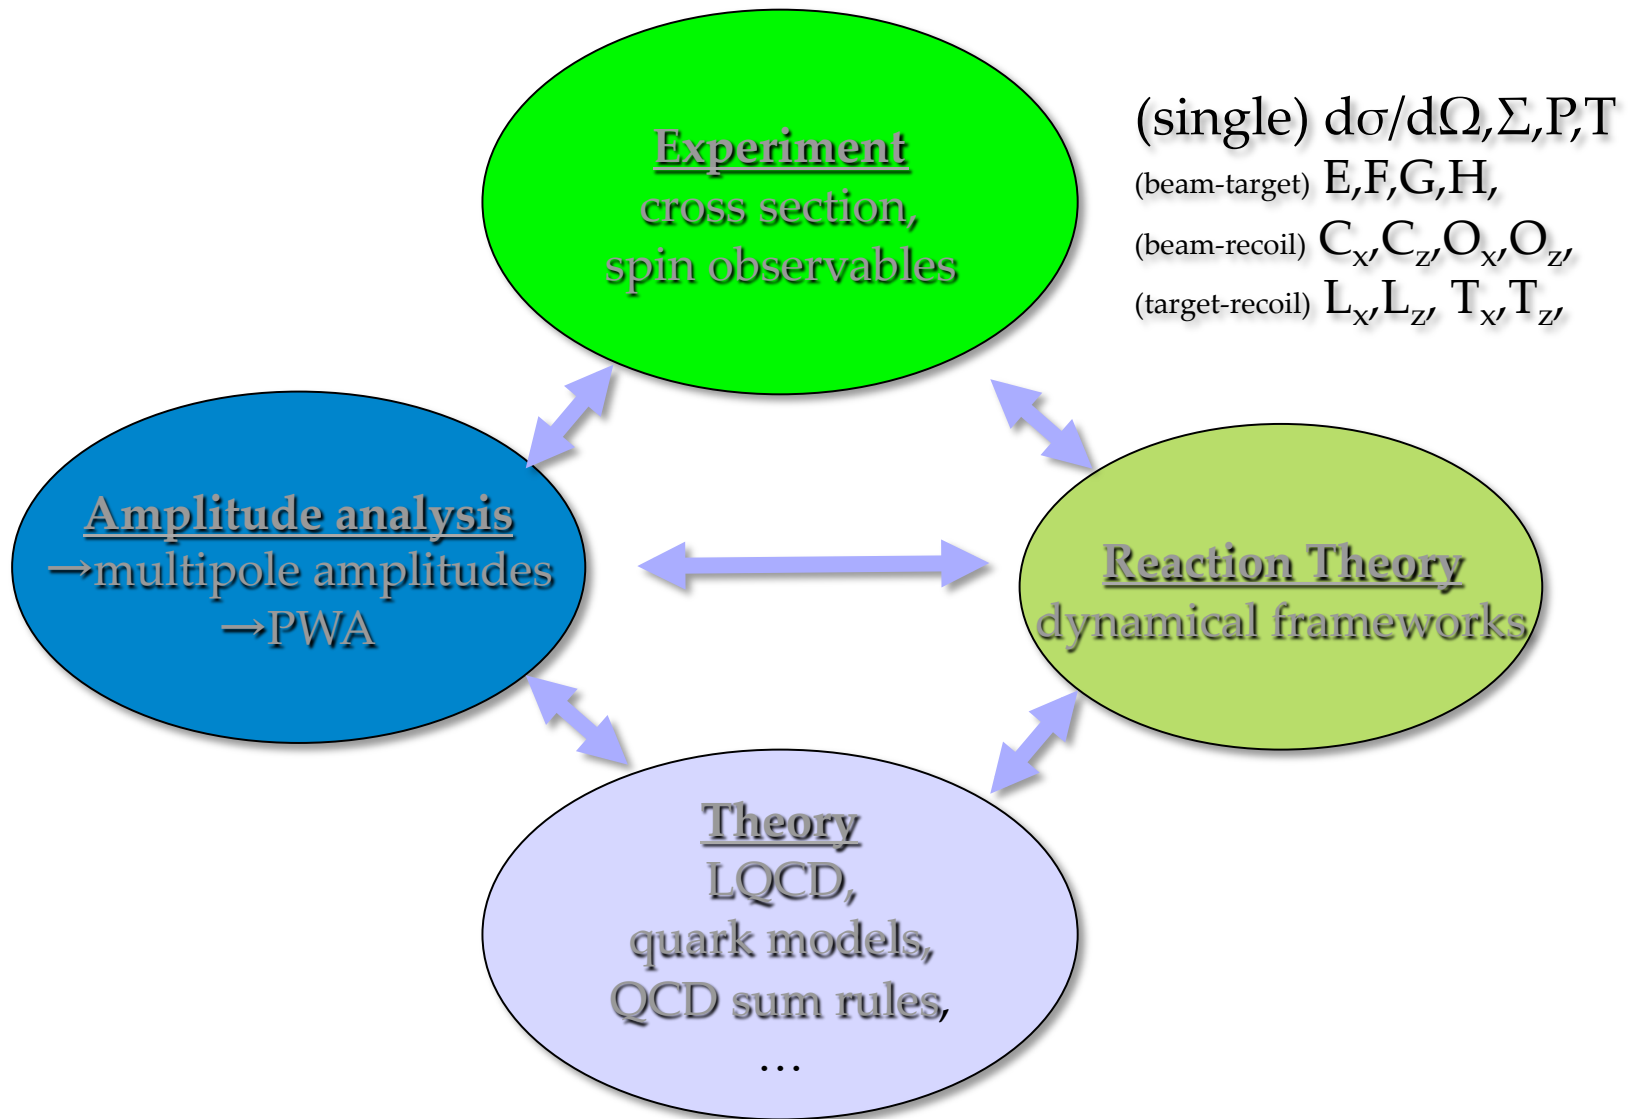 Experiment
cross section,
spin observables
(single) dσ/dΩ,Σ,P,T
(beam-target) E,F,G,H,
(beam-recoil) Cx,Cz,Ox,Oz,
(target-recoil) Lx,Lz, Tx,Tz,
Amplitude analysis
→multipole amplitudes
→PWA
Reaction Theory
dynamical frameworks
Theory
LQCD,
quark models,
QCD sum rules,
…